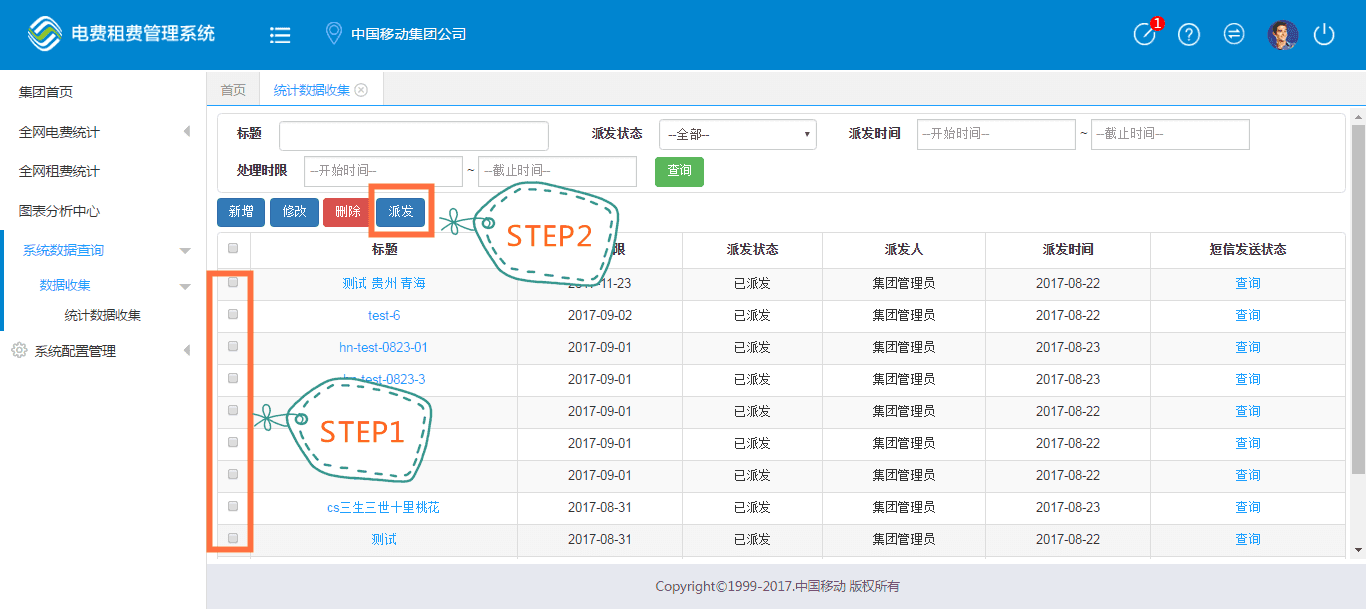 电费租费管理系统
中国移动集团公司
1
集团首页
全网电费统计
全网租费统计
图表分析中心
系统数据查询
数据收集
统计数据收集
系统配置管理
首页 统计数据收集
标题 派发状态 --全部-- 派发时间 --开始时间-- ~ --截止时间--
处理时限 --开始时间-- ~ --截止时间-- 查询
新增 修改 删除 派发
STEP2
标题 限 派发状态 派发人 派发时间 短信发送状态
测试 贵州 青海 11-23 已派发 集团管理员 2017-08-22 查询
test-6 2017-09-02 已派发 集团管理员 2017-08-22 查询
hn-test-0823-01 2017-09-01 已派发 集团管理员 2017-08-23 查询
test-0823-3 2017-09-01 已派发 集团管理员 2017-08-23 查询
2017-09-01 已派发 集团管理员 2017-08-22 查询
STEP1
2017-09-01 已派发 集团管理员 2017-08-22 查询
2017-09-01 已派发 集团管理员 2017-08-22 查询
cs三生三世十里桃花 2017-08-31 已派发 集团管理员 2017-08-23 查询
测试 2017-08-31 已派发 集团管理员 2017-08-22 查询
Copyright©1999-2017.中国移动 版权所有